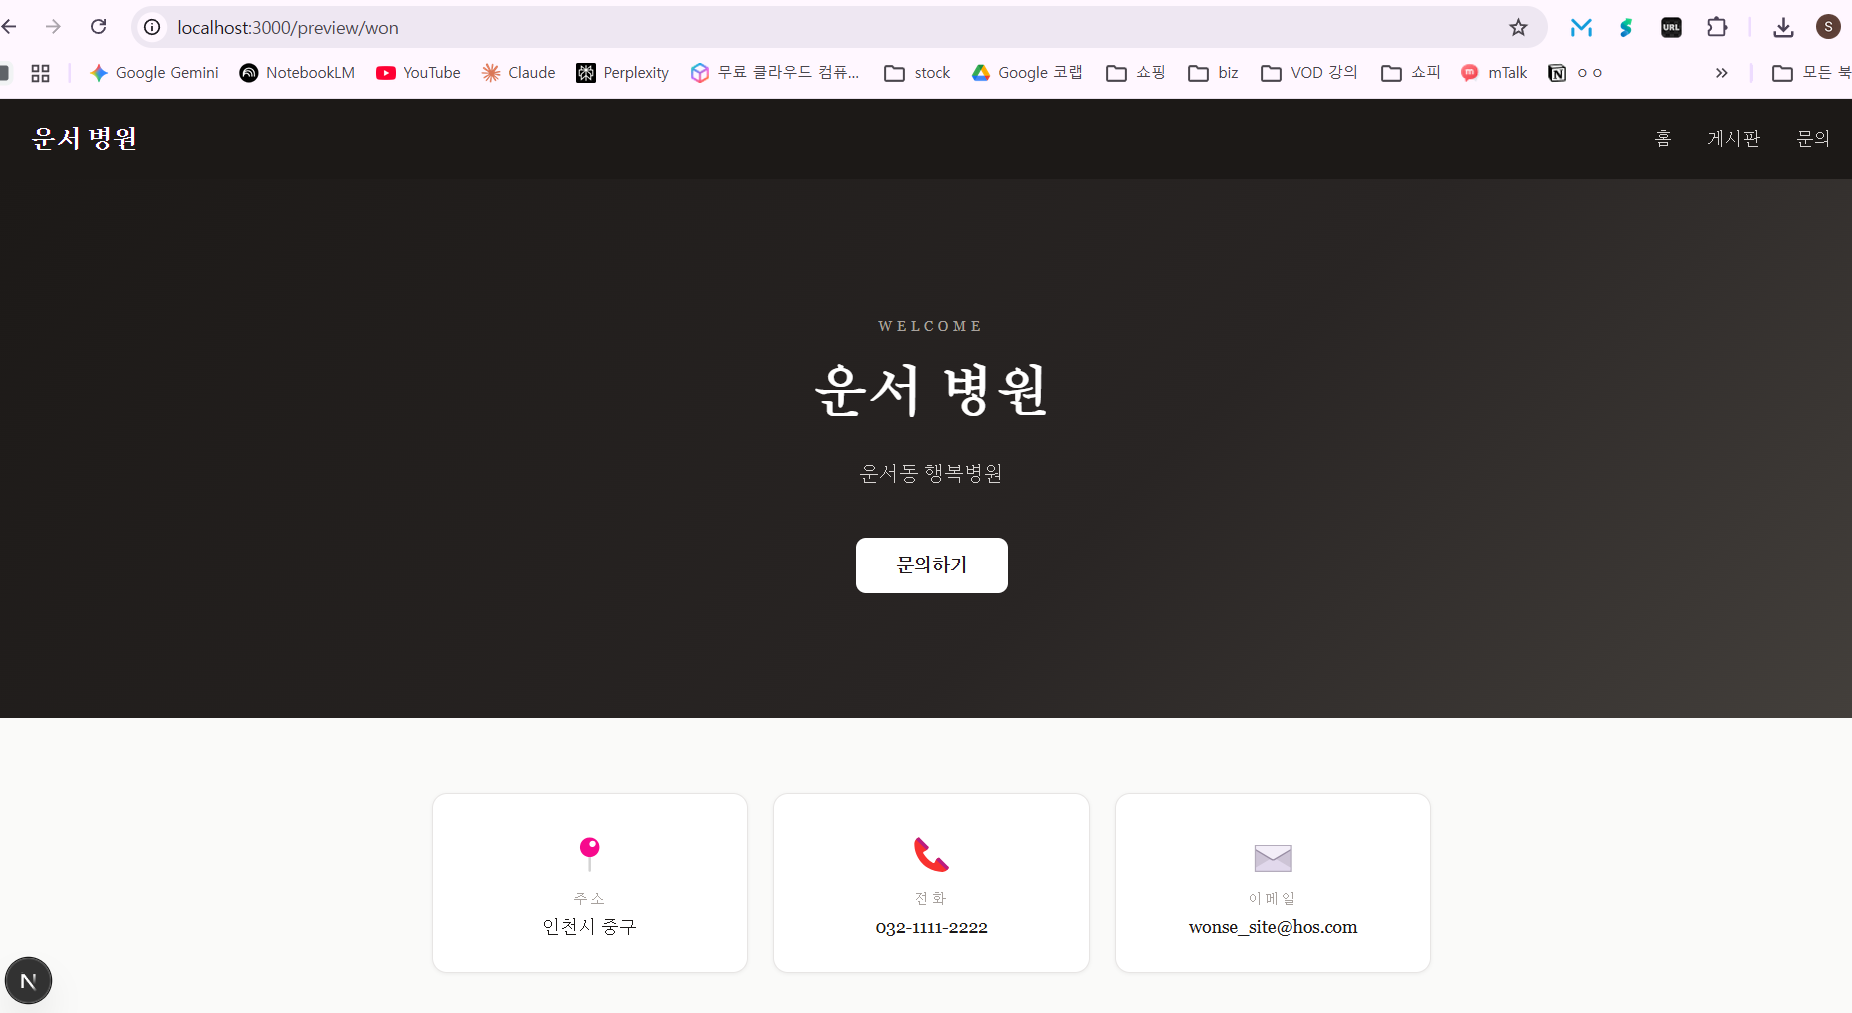 localhost:3000/preview/won
URL
S
Google Gemini
NotebookLM
YouTube
Claude
Perplexity
무료 클라우드 컴퓨...
stock
Google 코랩
쇼핑
biz
VOD 강의
쇼피
m
mTalk
N
ㅇㅇ
»
모든 북
운서 병원
홈
게시판
문의
WELCOME
운서 병원
운서동 행복병원
문의하기
주소
인천시 중구
전화
032-1111-2222
이메일
wonse_site@hos.com
N